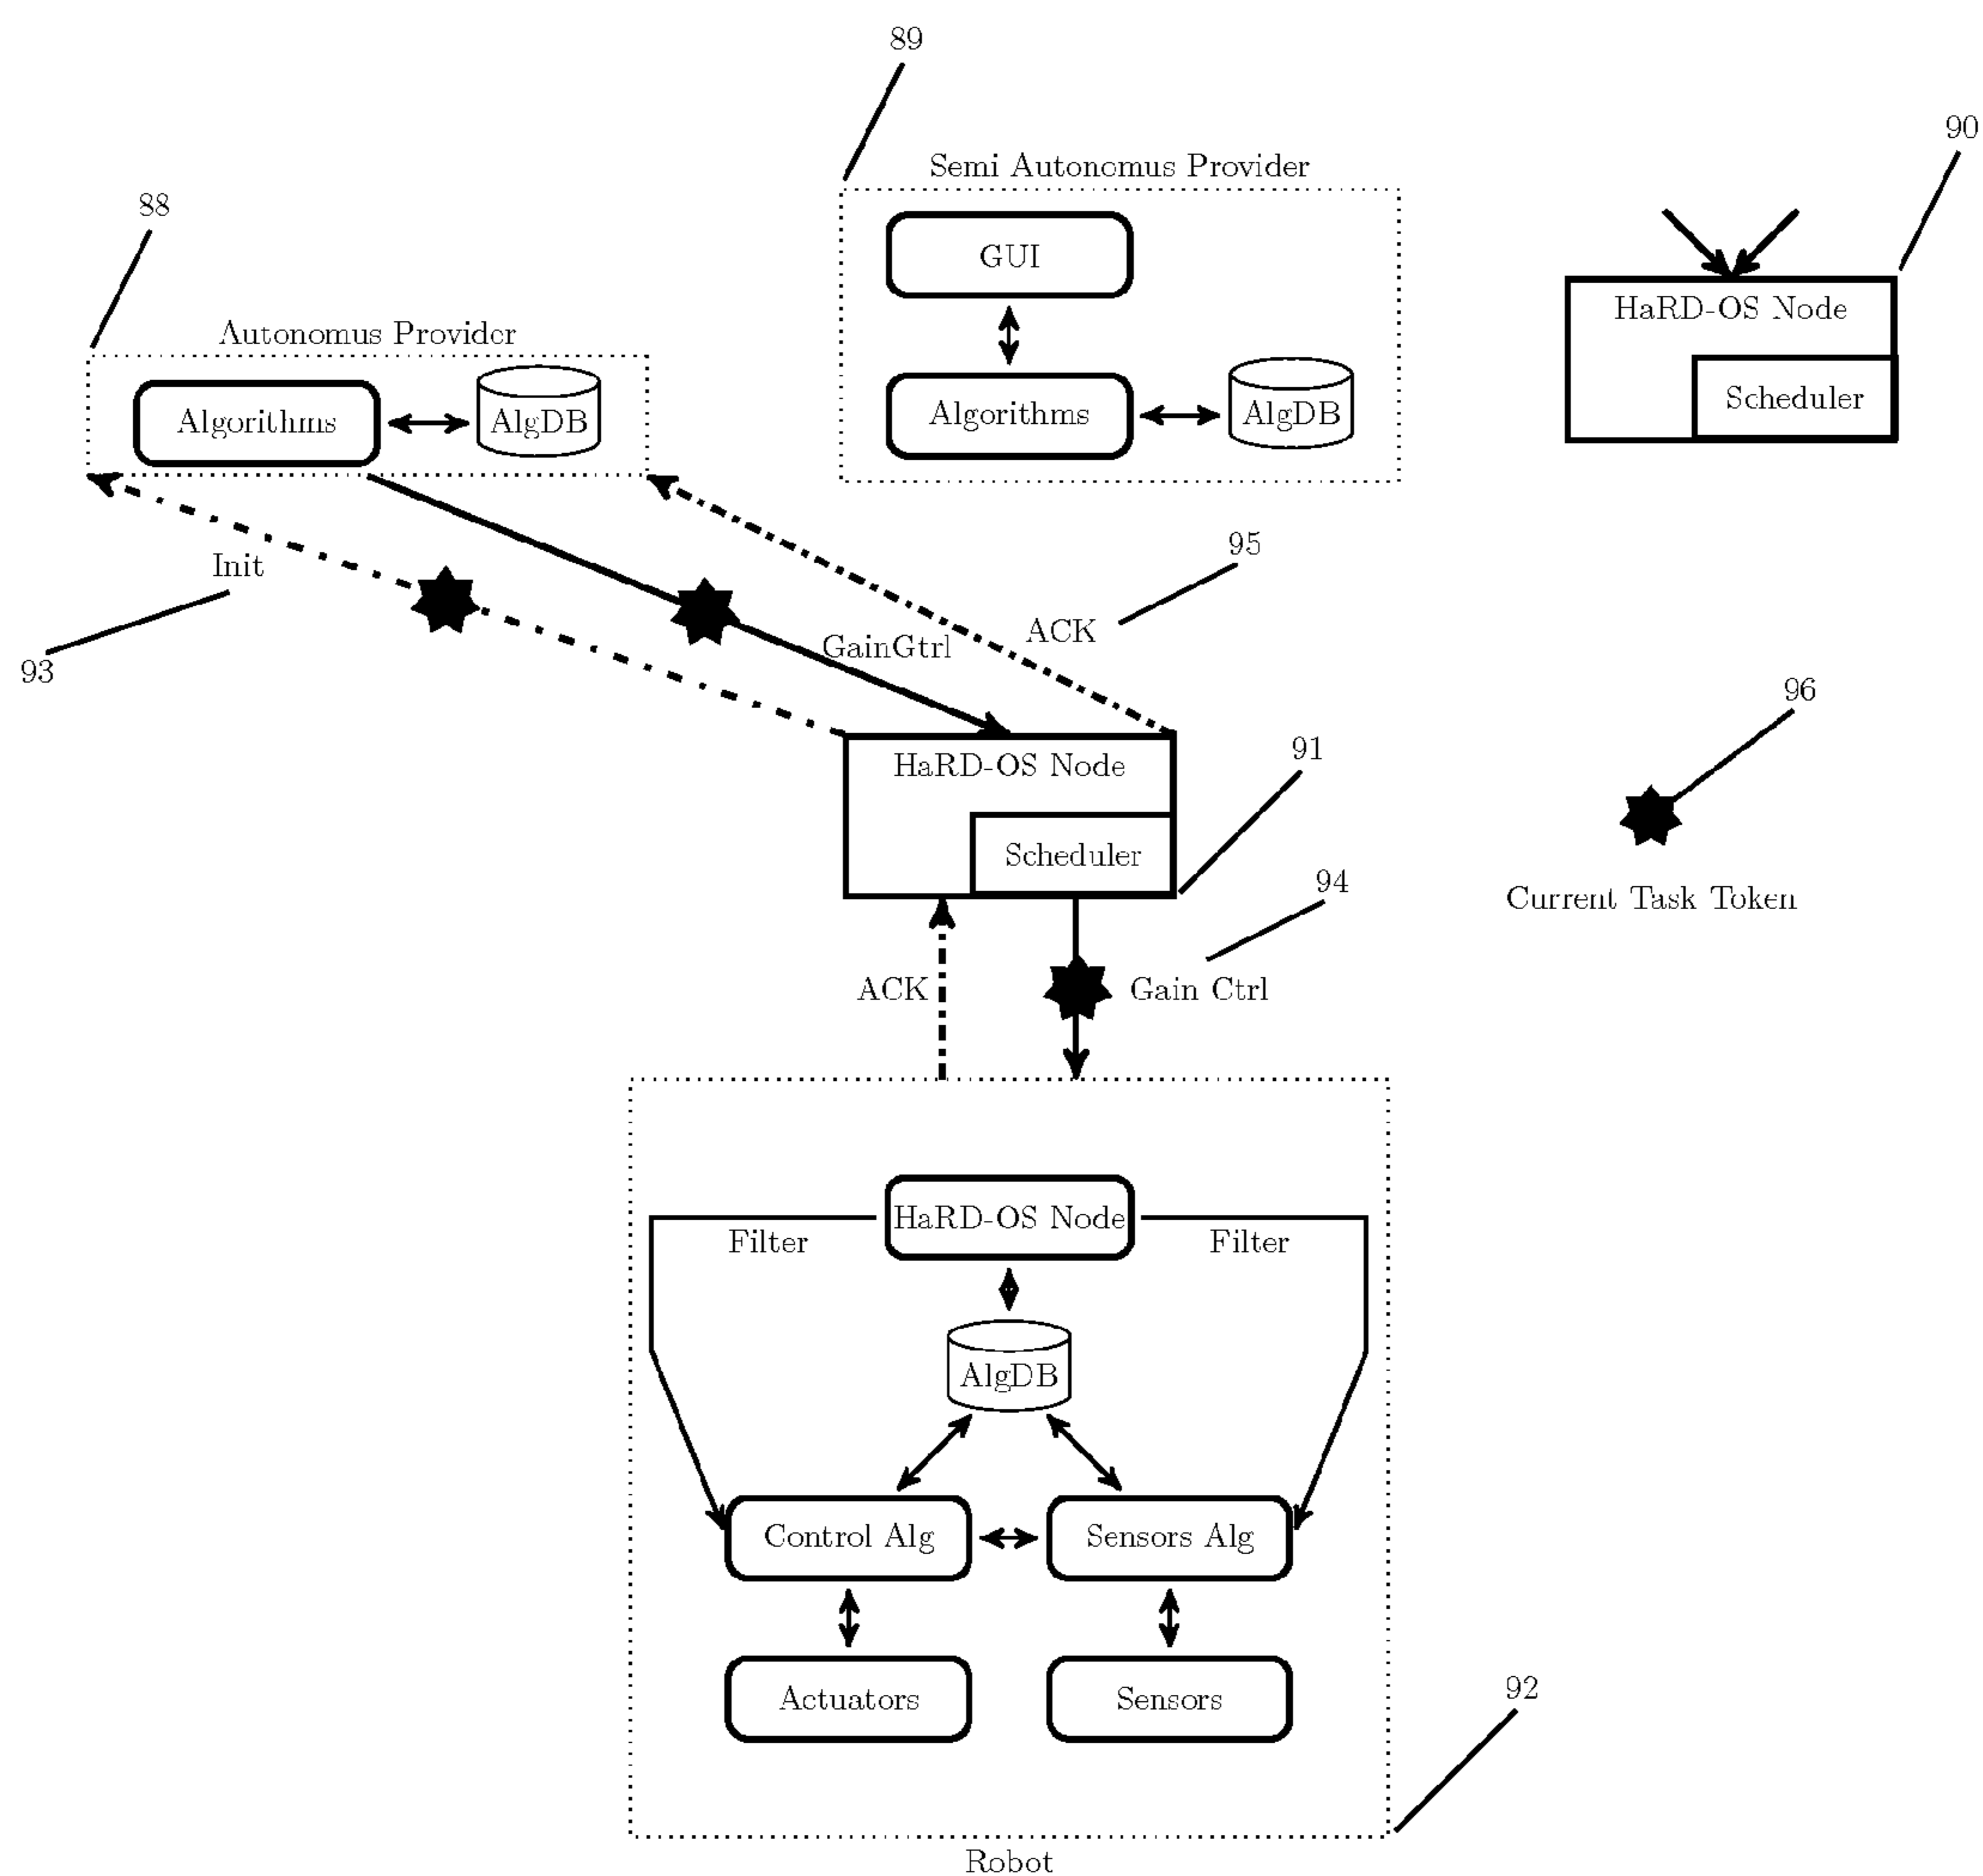 89
90
Semi Autonomus Provider
88
GUI
HaRD-OS Node
Autonomus Provider
Scheduler
Algorithms
AlgDB
Algorithms
AlgDB
95
Init
ACK
GainGtrl
93
96
91
HaRD-OS Node
Scheduler
94
Current Task Token
ACK
Gain Ctrl
HaRD-OS Node
Filter
Filter
AlgDB
Control Alg
Sensors Alg
Actuators
Sensors
92
Robot